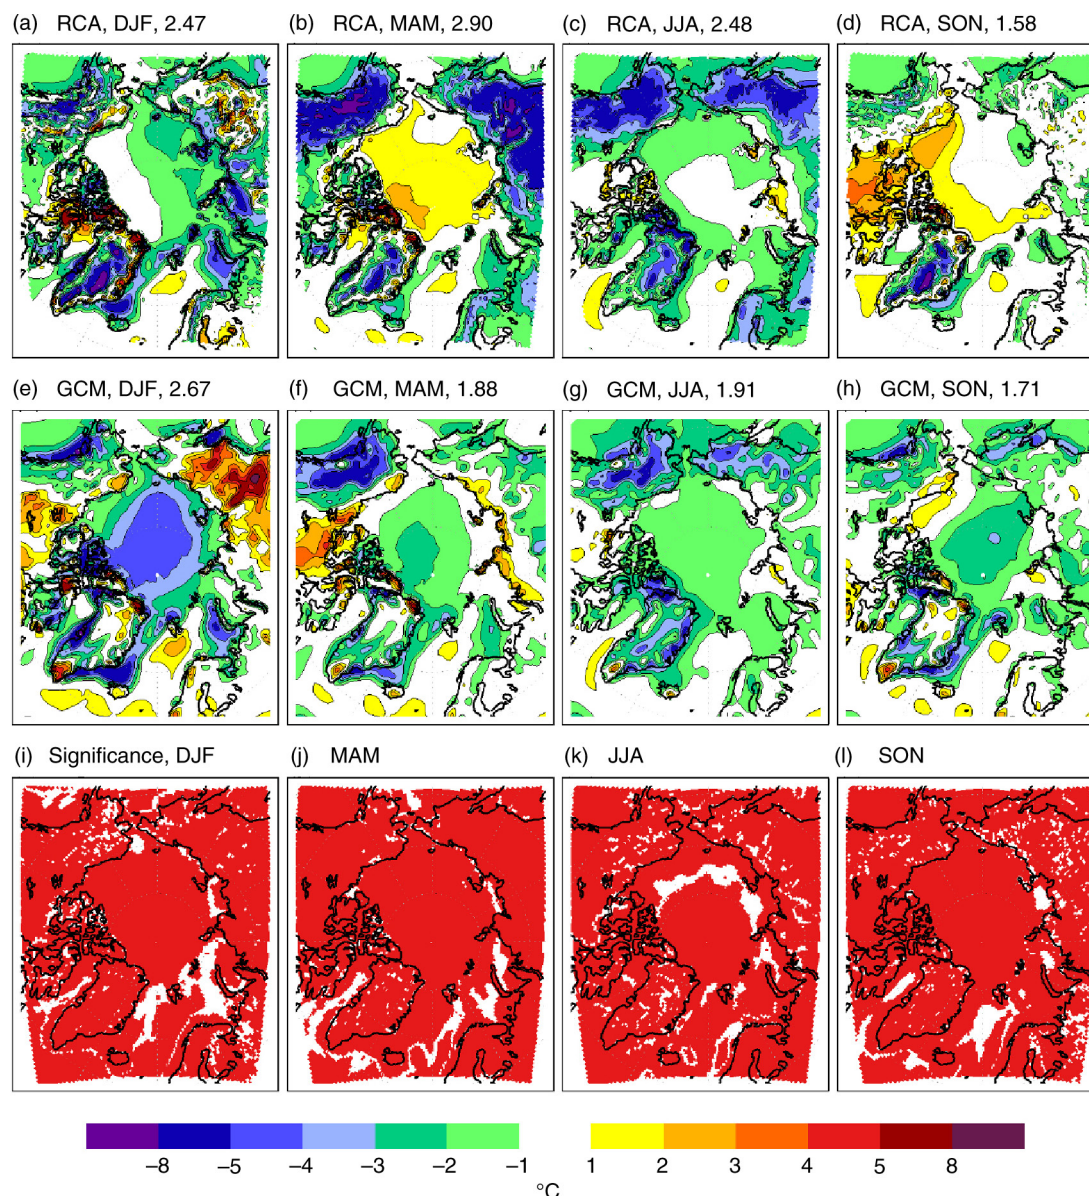 (a) RCA, DJF, 2.47
(b) RCA, MAM, 2.90
(c) RCA, JJA, 2.48
(d) RCA, SON, 1.58
(e) GCM, DJF, 2.67
(f) GCM, MAM, 1.88
(g) GCM, JJA, 1.91
(h) GCM, SON, 1.71
(i) Significance, DJF
(j) MAM
(k) JJA
(l) SON
−8 −5 −4 −3 −2 −1 1 2 3 4 5 8
°C